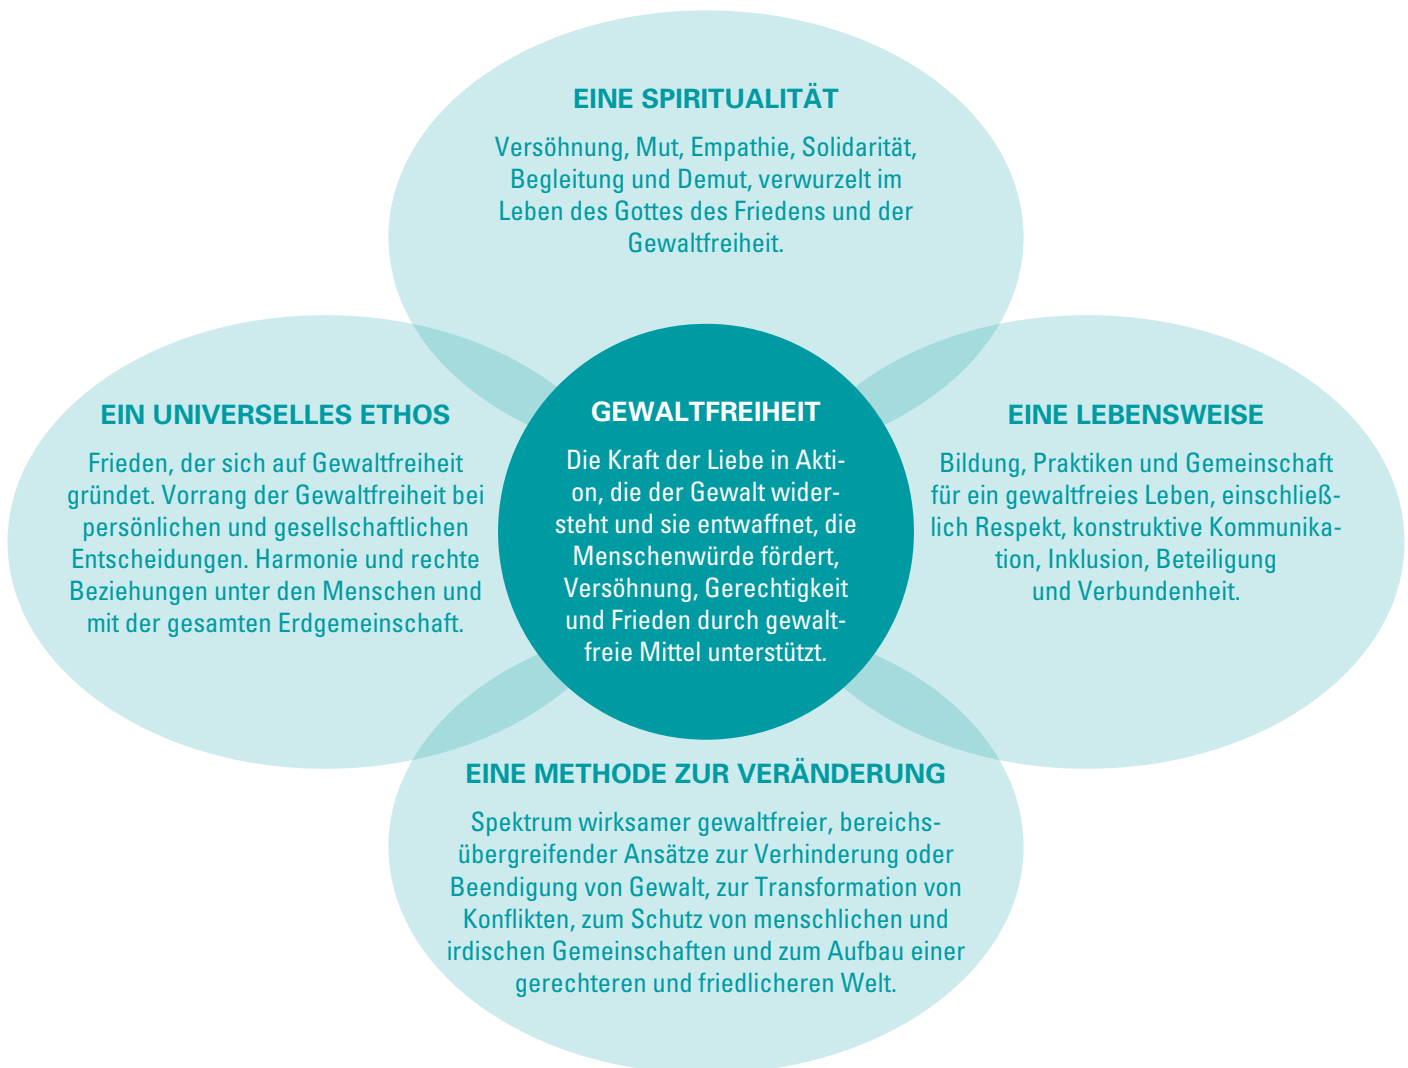 EINE SPIRITUALITÄT
Versöhnung, Mut, Empathie, Solidarität,
Begleitung und Demut, verwurzelt im
Leben des Gottes des Friedens und der
Gewaltfreiheit.
EIN UNIVERSELLES ETHOS
Frieden, der sich auf Gewaltfreiheit
gründet. Vorrang der Gewaltfreiheit bei
persönlichen und gesellschaftlichen
Entscheidungen. Harmonie und rechte
Beziehungen unter den Menschen und
mit der gesamten Erdgemeinschaft.
GEWALTFREIHEIT
Die Kraft der Liebe in Akti-
on, die der Gewalt wider-
steht und sie entwaffnet, die
Menschenwürde fördert,
Versöhnung, Gerechtigkeit
und Frieden durch gewalt-
freie Mittel unterstützt.
EINE LEBENSWEISE
Bildung, Praktiken und Gemeinschaft
für ein gewaltfreies Leben, einschließ-
lich Respekt, konstruktive Kommunika-
tion, Inklusion, Beteiligung
und Verbundenheit.
EINE METHODE ZUR VERÄNDERUNG
Spektrum wirksamer gewaltfreier, bereichs-
übergreifender Ansätze zur Verhinderung oder
Beendigung von Gewalt, zur Transformation von
Konflikten, zum Schutz von menschlichen und
irdischen Gemeinschaften und zum Aufbau einer
gerechteren und friedlicheren Welt.